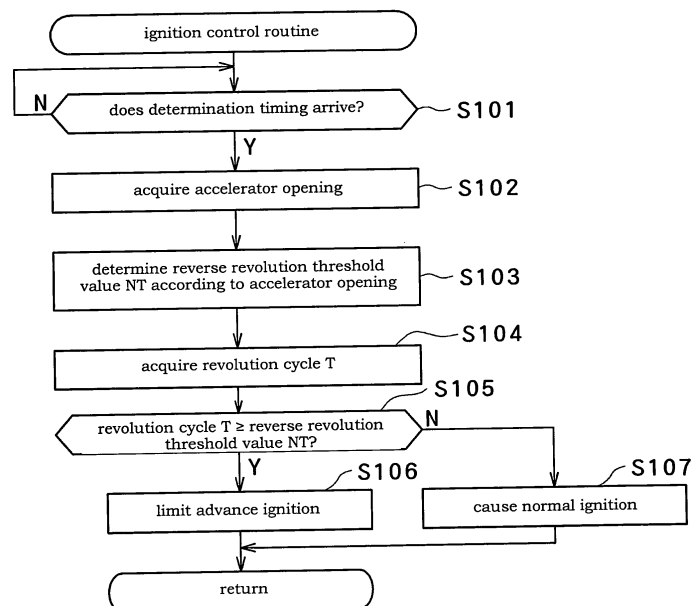 ignition control routine
N
does determination timing arrive?
S101
Y
acquire accelerator opening
S102
determine reverse revolution threshold
value NT according to accelerator opening
S103
S104
acquire revolution cycle T
S105
revolution cycle T ≥ reverse revolution
threshold value NT?
N
Y
S106
S107
limit advance ignition
cause normal ignition
return